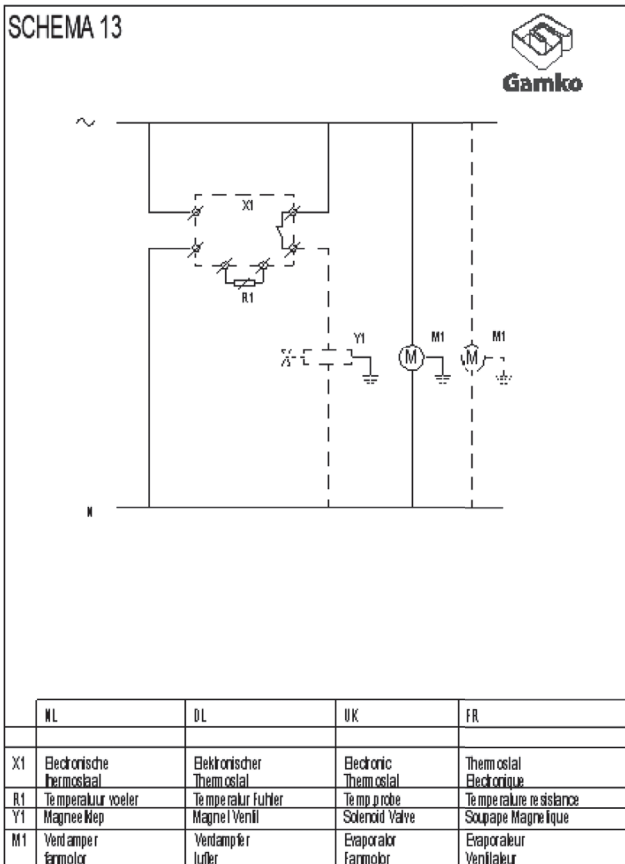 SCHEMA 13
Gamko
~
X1
R1
Y1
M
M1
M
M1
N
NL DL UK FR
X1 Electronische thermostaat Elektronischer Thermostat Electronic Thermostat Thermostat Electronique
R1 Temperatuur voeler Temperatur Fuhler Temp.probe Temperature resistance
Y1 Magneetklep Magnet Ventil Solenoid Valve Soupape Magnetique
M1 Verdamper fanmotor Verdampfer lufter Evaporator Fanmotor Evaporateur Ventilateur